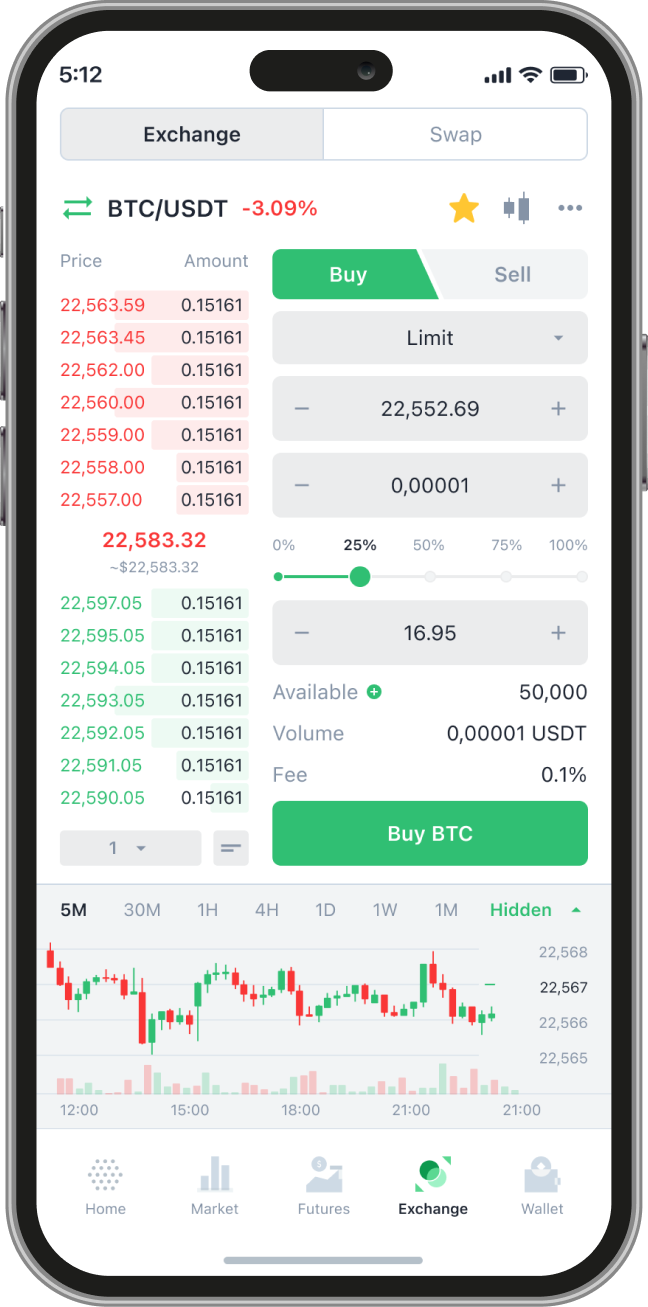 5:12
Exchange Swap
BTC/USDT -3.09%
Price Amount
22,563.59 0.15161
22,563.45 0.15161
22,562.00 0.15161
22,560.00 0.15161
22,559.00 0.15161
22,558.00 0.15161
22,557.00 0.15161
22,583.32
~$22,583.32
22,597.05 0.15161
22,595.05 0.15161
22,594.05 0.15161
22,593.05 0.15161
22,592.05 0.15161
22,591.05 0.15161
22,590.05 0.15161
1
Buy Sell
Limit
− 22,552.69 +
− 0,00001 +
0% 25% 50% 75% 100%
− 16.95 +
Available 50,000
Volume 0,00001 USDT
Fee 0.1%
Buy BTC
5M 30M 1H 4H 1D 1W 1M Hidden
22,568
22,567
22,566
22,565
12:00 15:00 18:00 21:00 21:00
Home Market Futures Exchange Wallet